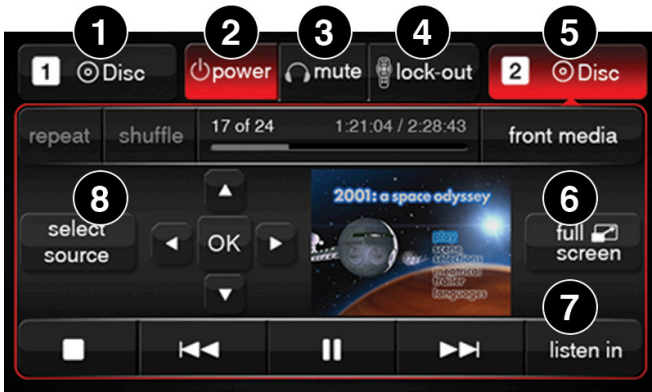 1 2 3 4 5
1 Disc power mute lock-out 2 Disc
repeat shuffle 17 of 24 1:21:04 / 2:28:43 front media
8 6
2001: a space odyssey
select
source
OK
play
scene
selections
theatrical
trailer
languages
full
screen
7
listen in